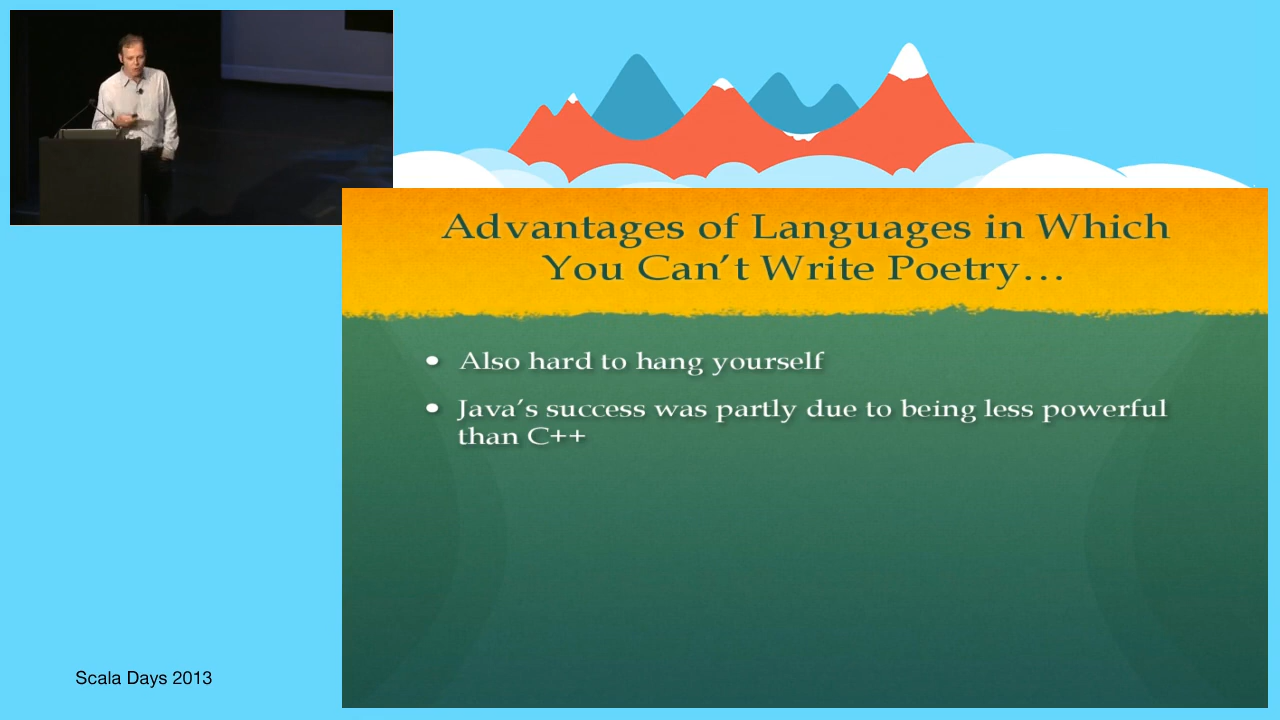 Advantages of Languages in Which
You Can’t Write Poetry…
• Also hard to hang yourself
• Java’s success was partly due to being less powerful
than C++
Scala Days 2013